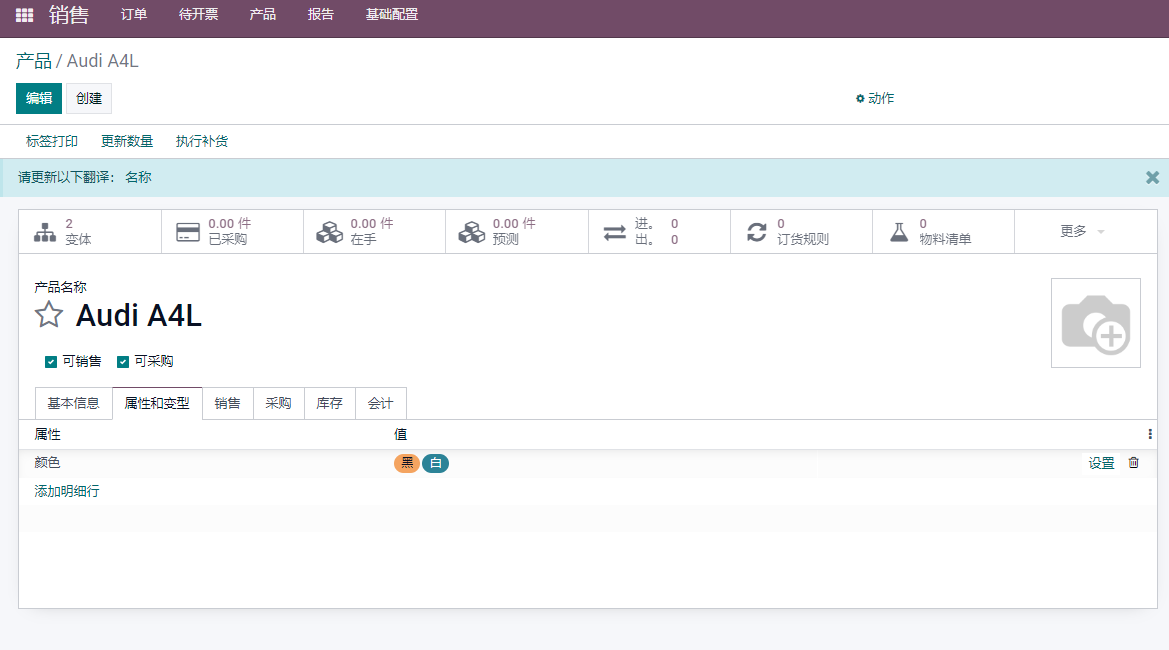 销售 订单 待开票 产品 报告 基础配置
产品 / Audi A4L
编辑 创建 动作
标签打印 更新数量 执行补货
请更新以下翻译： 名称
2 0.00 件 0.00 件 0.00 件 进。 0 0 0
变体 已采购 在手 预测 出。 0 订货规则 物料清单 更多
产品名称
Audi A4L
可销售 可采购
基本信息 属性和变型 销售 采购 库存 会计
属性 值
颜色 黑 白 设置
添加明细行